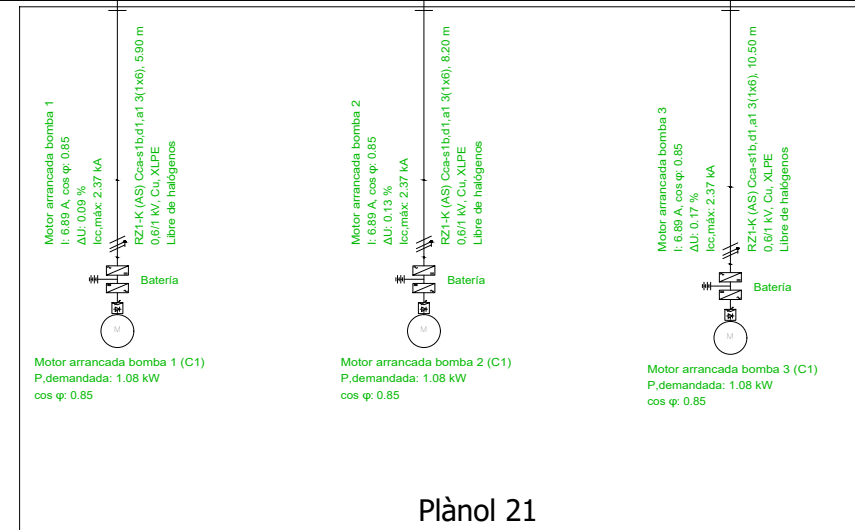 Motor arrancada bomba 1
I: 6.89 A, cos φ: 0.85
ΔU: 0.09 %
Icc,máx: 2.37 kA
RZ1-K (AS) Cca-s1b,d1,a1 3(1x6), 5.90 m
0,6/1 kV, Cu, XLPE
Libre de halógenos
Batería
M
Motor arrancada bomba 1 (C1)
P,demandada: 1.08 kW
cos φ: 0.85
Motor arrancada bomba 2
I: 6.89 A, cos φ: 0.85
ΔU: 0.13 %
Icc,máx: 2.37 kA
RZ1-K (AS) Cca-s1b,d1,a1 3(1x6), 8.20 m
0,6/1 kV, Cu, XLPE
Libre de halógenos
Batería
M
Motor arrancada bomba 2 (C1)
P,demandada: 1.08 kW
cos φ: 0.85
Motor arrancada bomba 3
I: 6.89 A, cos φ: 0.85
ΔU: 0.17 %
Icc,máx: 2.37 kA
RZ1-K (AS) Cca-s1b,d1,a1 3(1x6), 10.50 m
0,6/1 kV, Cu, XLPE
Libre de halógenos
Batería
M
Motor arrancada bomba 3 (C1)
P,demandada: 1.08 kW
cos φ: 0.85
Plànol 21